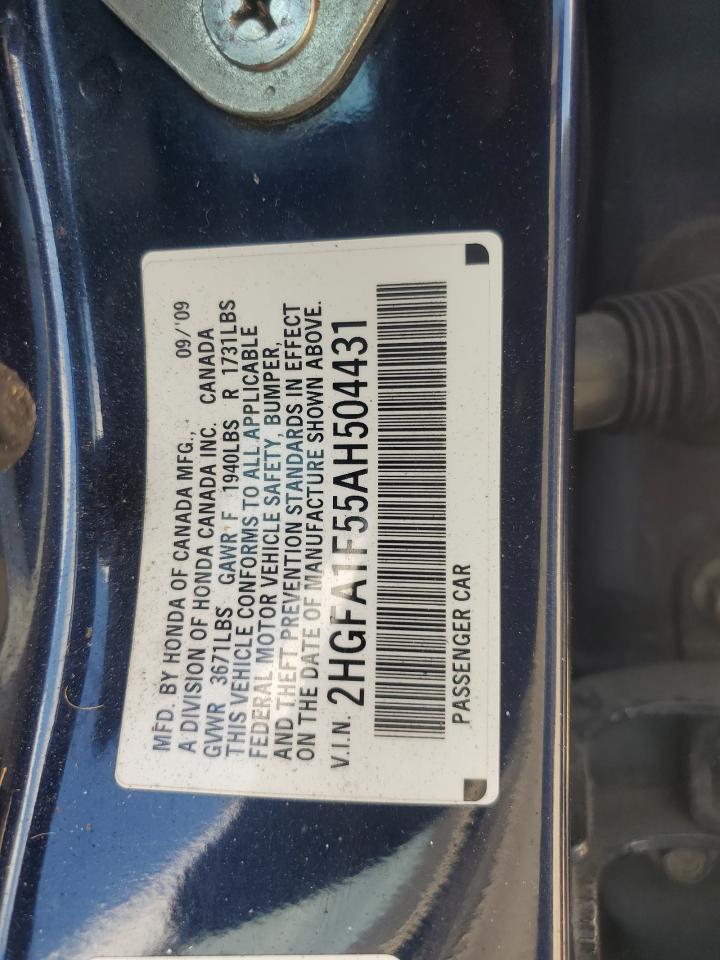 MFD. BY HONDA OF CANADA MFG., 09/'09
A DIVISION OF HONDA CANADA INC. CANADA
GVWR 3671LBS GAWR F 1940LBS R 1731LBS
THIS VEHICLE CONFORMS TO ALL APPLICABLE
FEDERAL MOTOR VEHICLE SAFETY, BUMPER,
AND THEFT PREVENTION STANDARDS IN EFFECT
ON THE DATE OF MANUFACTURE SHOWN ABOVE.
V.I.N. 2HGFA1F55AH504431
PASSENGER CAR